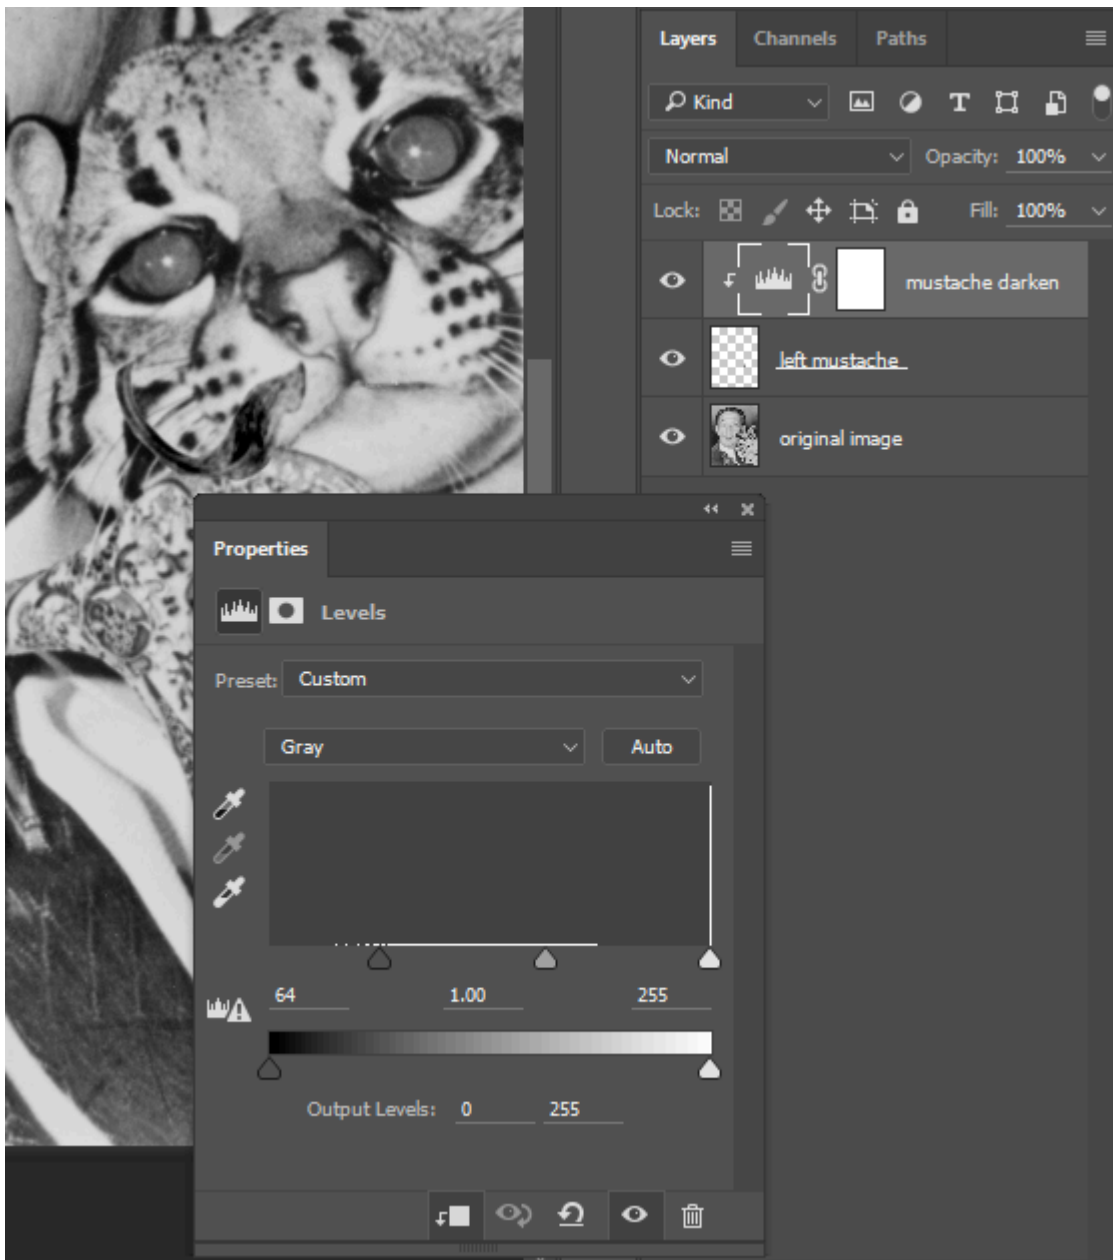 Layers Channels Paths
Kind
Normal Opacity: 100%
Lock: Fill: 100%
mustache darken
left mustache
original image
Properties
Levels
Preset: Custom
Gray Auto
64 1.00 255
Output Levels: 0 255